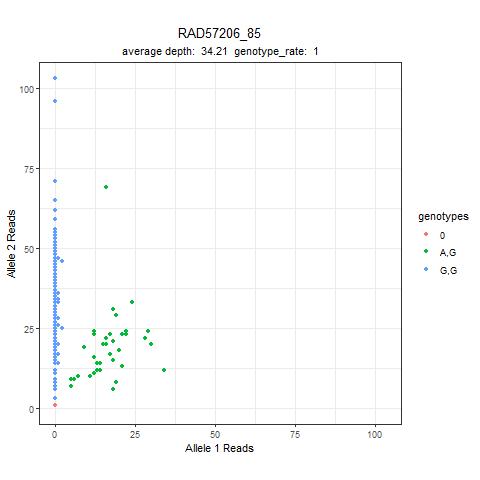 RAD57206_85
average depth: 34.21 genotype_rate: 1
Allele 2 Reads
100
75
50
25
0
0
25
50
75
100
Allele 1 Reads
genotypes
0
A,G
G,G